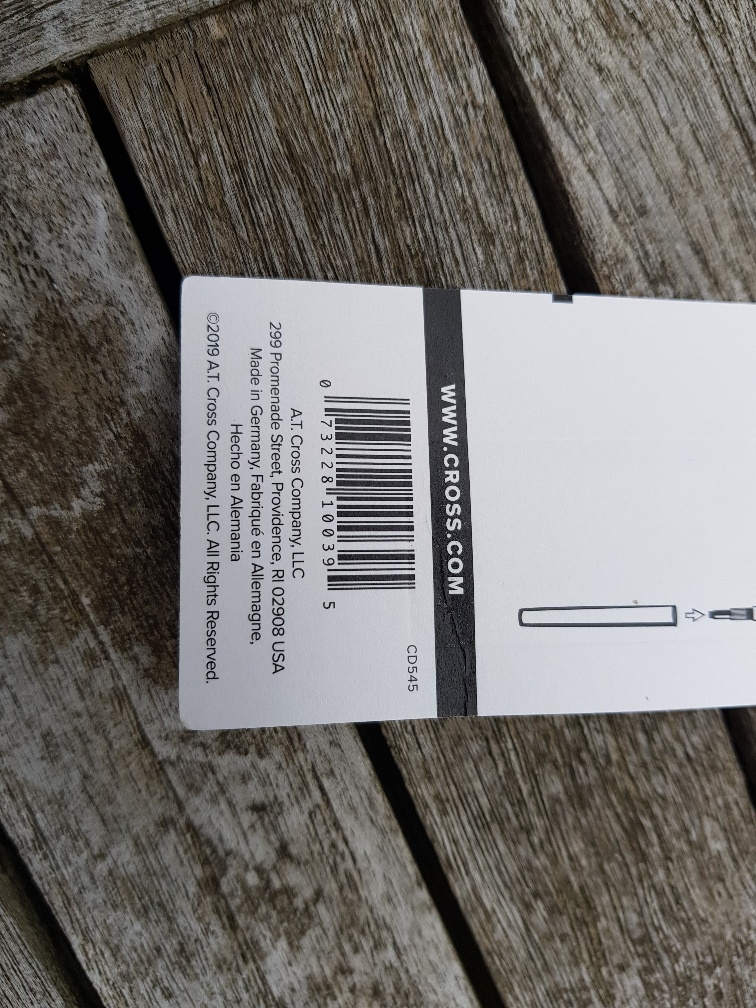 WWW.CROSS.COM
CD545
0 73228 10039 5
A.T. Cross Company, LLC
299 Promenade Street, Providence, RI 02908 USA
Made in Germany, Fabriqué en Allemagne,
Hecho en Alemania
©2019 A.T. Cross Company, LLC. All Rights Reserved.